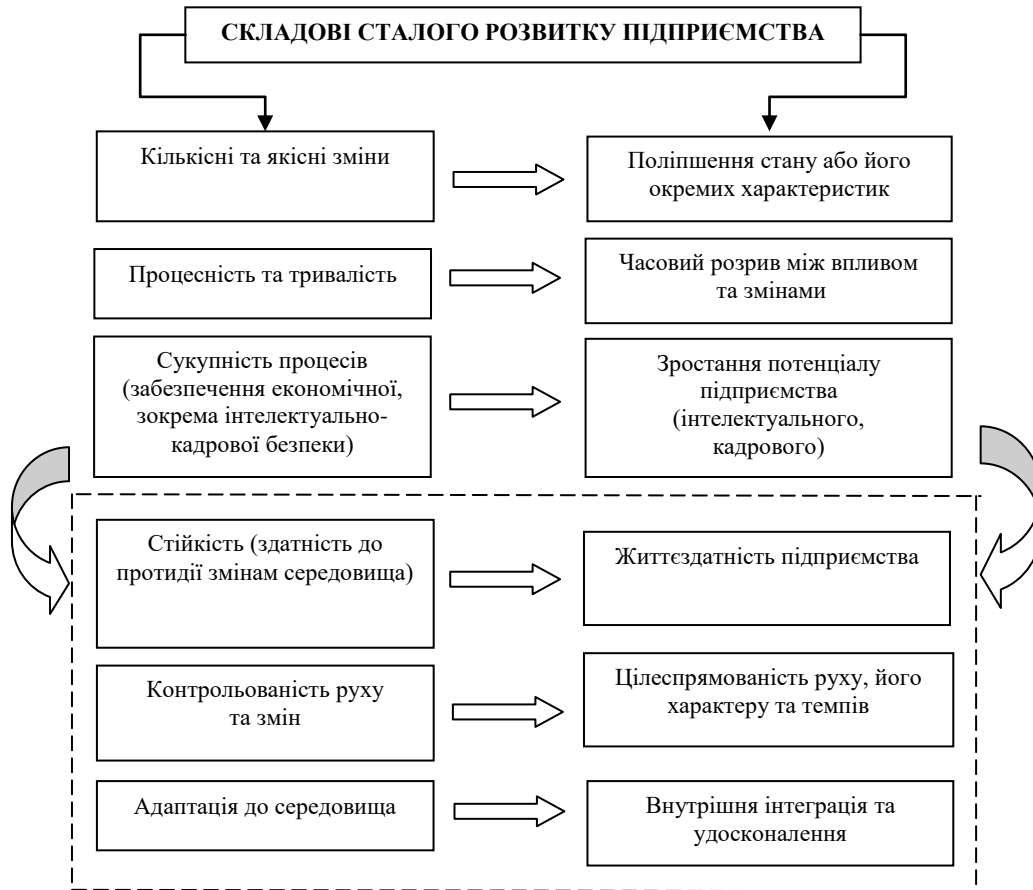 СКЛАДОВІ СТАЛОГО РОЗВИТКУ ПІДПРИЄМСТВА
Кількісні та якісні зміни
Поліпшення стану або його
окремих характеристик
Процесність та тривалість
Часовий розрив між впливом
та змінами
Сукупність процесів
(забезпечення економічної,
зокрема інтелектуально-
кадрової безпеки)
Зростання потенціалу
підприємства
(інтелектуального,
кадрового)
Стійкість (здатність до
протидії змінам середовища)
Життєздатність підприємства
Контрольованість руху
та змін
Цілеспрямованість руху, його
характеру та темпів
Адаптація до середовища
Внутрішня інтеграція та
удосконалення